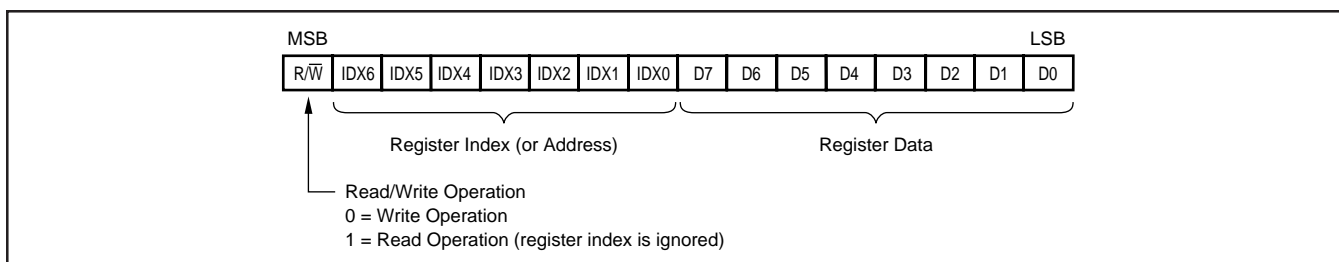 MSB LSB
R/W̅ IDX6 IDX5 IDX4 IDX3 IDX2 IDX1 IDX0 D7 D6 D5 D4 D3 D2 D1 D0
Register Index (or Address) Register Data
Read/Write Operation
0 = Write Operation
1 = Read Operation (register index is ignored)